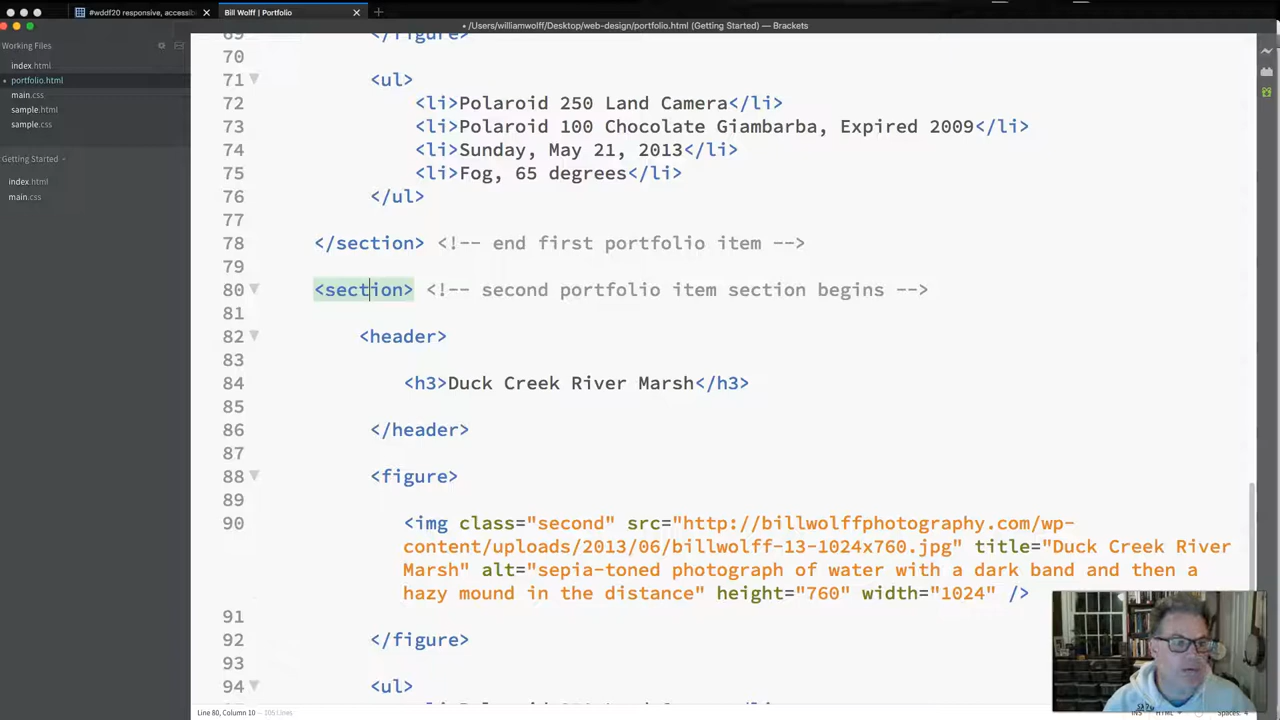 #wddf20 responsive, accessib
Bill Wolff | Portfolio
/Users/williamwolff/Desktop/web-design/portfolio.html (Getting Started) — Brackets
Working Files
index.html
portfolio.html
main.css
sample.html
sample.css
Getting Started
index.html
main.css
69 </figure>
70
71 <ul>
72 <li>Polaroid 250 Land Camera</li>
73 <li>Polaroid 100 Chocolate Giambarba, Expired 2009</li>
74 <li>Sunday, May 21, 2013</li>
75 <li>Fog, 65 degrees</li>
76 </ul>
77
78 </section> <!-- end first portfolio item -->
79
80 <section> <!-- second portfolio item section begins -->
81
82 <header>
83
84 <h3>Duck Creek River Marsh</h3>
85
86 </header>
87
88 <figure>
89
90 <img class="second" src="http://billwolffphotography.com/wp-
content/uploads/2013/06/billwolff-13-1024x760.jpg" title="Duck Creek River
Marsh" alt="sepia-toned photograph of water with a dark band and then a
hazy mound in the distance" height="760" width="1024" />
91
92 </figure>
93
94 <ul>
Line 80, Column 10 — 105 Lines
INS HTML Spaces: 4